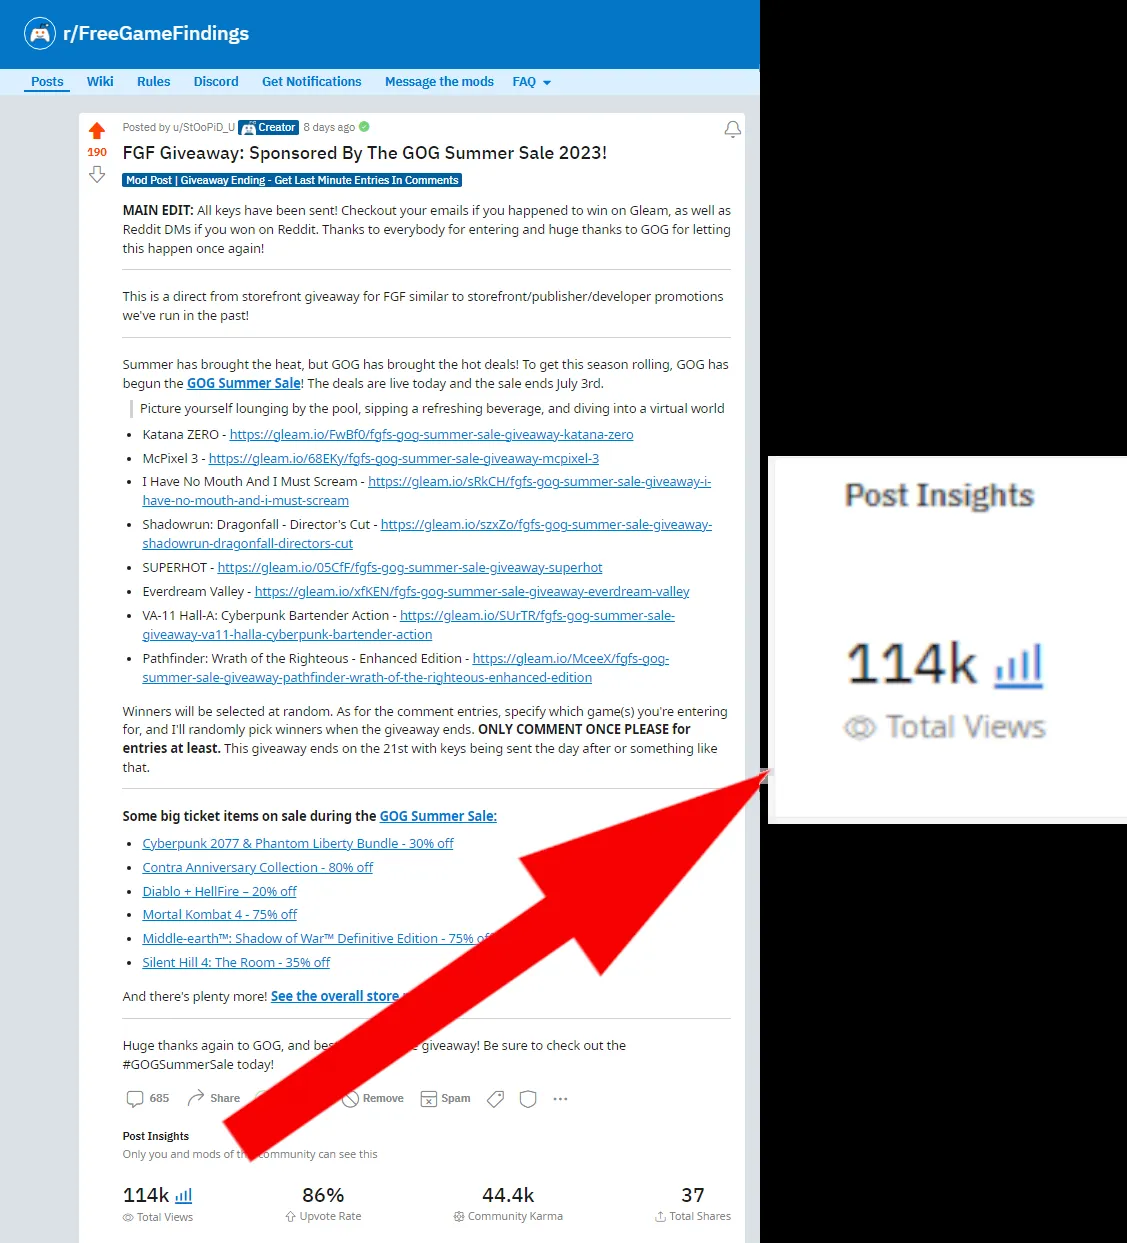 r/FreeGameFindings
Posts Wiki Rules Discord Get Notifications Message the mods FAQ
Posted by u/StOoPiD_U Creator 8 days ago
190
FGF Giveaway: Sponsored By The GOG Summer Sale 2023!
Mod Post | Giveaway Ending - Get Last Minute Entries In Comments
MAIN EDIT: All keys have been sent! Checkout your emails if you happened to win on Gleam, as well as
Reddit DMs if you won on Reddit. Thanks to everybody for entering and huge thanks to GOG for letting
this happen once again!
This is a direct from storefront giveaway for FGF similar to storefront/publisher/developer promotions
we've run in the past!
Summer has brought the heat, but GOG has brought the hot deals! To get this season rolling, GOG has
begun the GOG Summer Sale! The deals are live today and the sale ends July 3rd.
Picture yourself lounging by the pool, sipping a refreshing beverage, and diving into a virtual world
• Katana ZERO - https://gleam.io/FwBf0/fgfs-gog-summer-sale-giveaway-katana-zero
• McPixel 3 - https://gleam.io/68EKy/fgfs-gog-summer-sale-giveaway-mcpixel-3
• I Have No Mouth And I Must Scream - https://gleam.io/sRkCH/fgfs-gog-summer-sale-giveaway-i-
have-no-mouth-and-i-must-scream
• Shadowrun: Dragonfall - Director's Cut - https://gleam.io/szxZo/fgfs-gog-summer-sale-giveaway-
shadowrun-dragonfall-directors-cut
• SUPERHOT - https://gleam.io/05CfF/fgfs-gog-summer-sale-giveaway-superhot
• Everdream Valley - https://gleam.io/xfKEN/fgfs-gog-summer-sale-giveaway-everdream-valley
• VA-11 Hall-A: Cyberpunk Bartender Action - https://gleam.io/SUrTR/fgfs-gog-summer-sale-
giveaway-va11-halla-cyberpunk-bartender-action
• Pathfinder: Wrath of the Righteous - Enhanced Edition - https://gleam.io/MceeX/fgfs-gog-
summer-sale-giveaway-pathfinder-wrath-of-the-righteous-enhanced-edition
Winners will be selected at random. As for the comment entries, specify which game(s) you're entering
for, and I'll randomly pick winners when the giveaway ends. ONLY COMMENT ONCE PLEASE for
entries at least. This giveaway ends on the 21st with keys being sent the day after or something like
that.
Some big ticket items on sale during the GOG Summer Sale:
• Cyberpunk 2077 & Phantom Liberty Bundle - 30% off
• Contra Anniversary Collection - 80% off
• Diablo + HellFire – 20% off
• Mortal Kombat 4 - 75% off
• Middle-earth™: Shadow of War™ Definitive Edition - 75% off
• Silent Hill 4: The Room - 35% off
And there's plenty more! See the overall store
Huge thanks again to GOG, and giveaway! Be sure to check out the
#GOGSummerSale today!
685 Share Remove Spam
Post Insights
Only you and mods of community can see this
114k 86% 44.4k 37
Total Views Upvote Rate Community Karma Total Shares
Post Insights
114k
Total Views